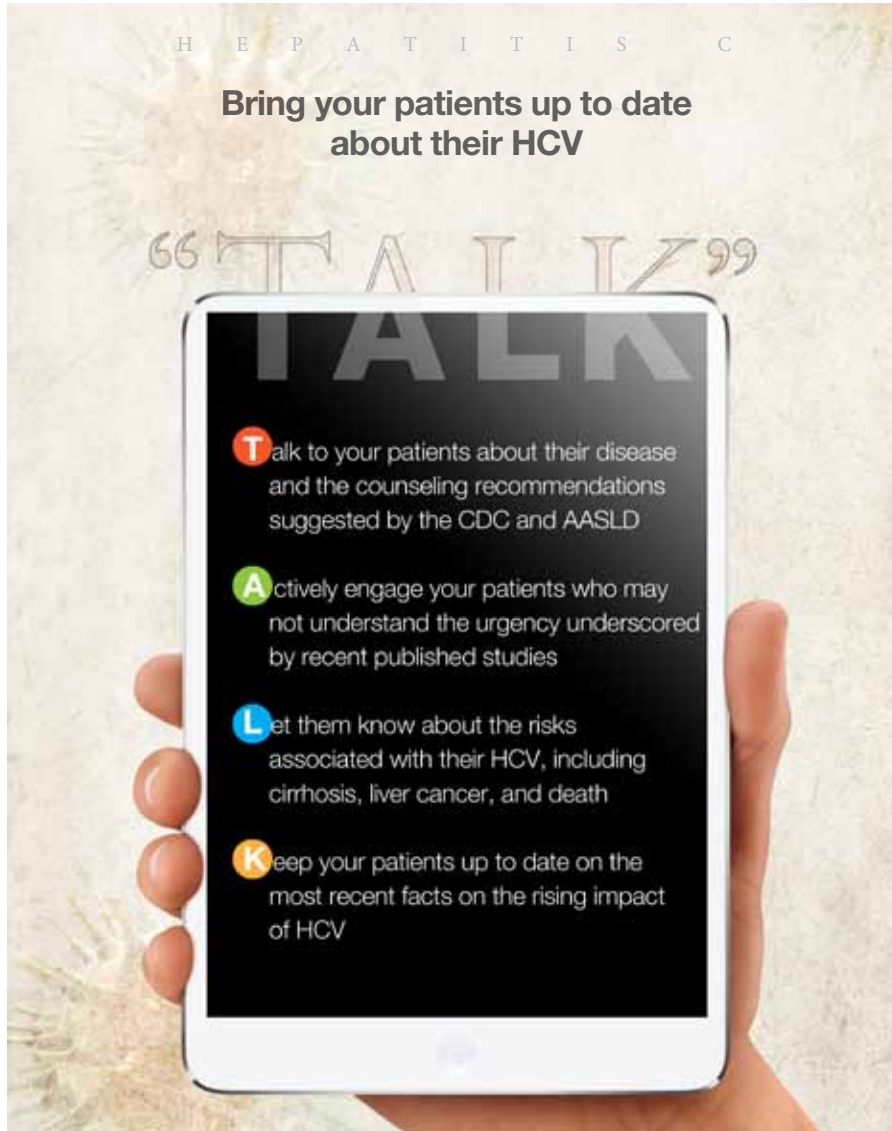 HEPATITIS C
Bring your patients up to date
about their HCV
“TALK”
Talk to your patients about their disease
and the counseling recommendations
suggested by the CDC and AASLD
Actively engage your patients who may
not understand the urgency underscored
by recent published studies
Let them know about the risks
associated with their HCV, including
cirrhosis, liver cancer, and death
Keep your patients up to date on the
most recent facts on the rising impact
of HCV